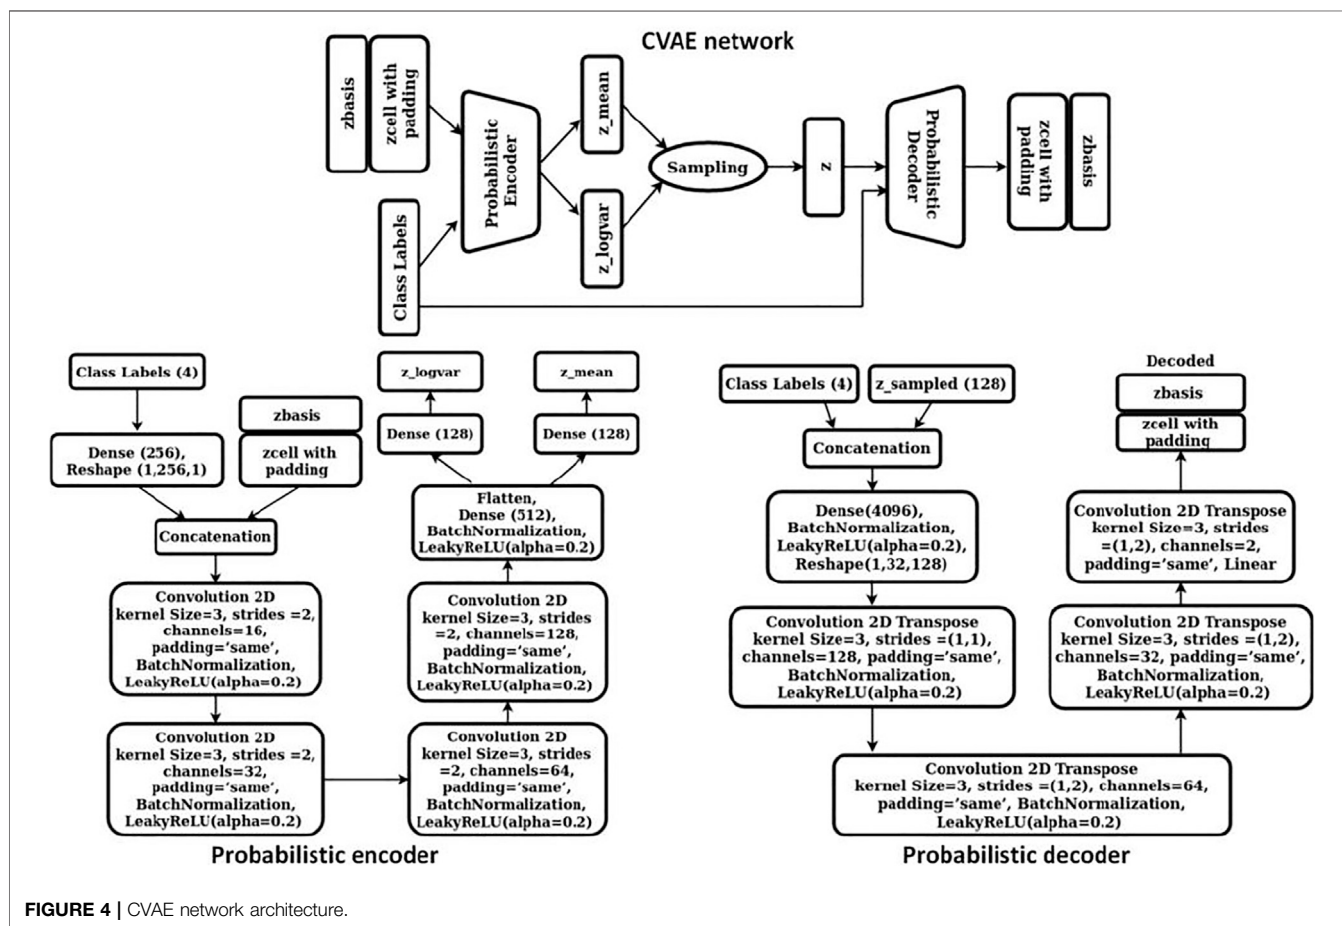 CVAE network
zbasis
zcell with
padding
Probabilistic
Encoder
Class Labels
z_mean
z_logvar
Sampling
z
Probabilistic
Decoder
zcell with
padding
zbasis
Class Labels (4)
Dense (256),
Reshape (1,256,1)
zbasis
zcell with
padding
Concatenation
Convolution 2D
kernel Size=3, strides =2,
channels=16,
padding=‘same’,
BatchNormalization,
LeakyReLU(alpha=0.2)
Convolution 2D
kernel Size=3, strides =2,
channels=32,
padding=‘same’,
BatchNormalization,
LeakyReLU(alpha=0.2)
Convolution 2D
kernel Size=3, strides
=2, channels=64,
padding=‘same’,
BatchNormalization,
LeakyReLU(alpha=0.2)
Convolution 2D
kernel Size=3, strides
=2, channels=128,
padding=‘same’,
BatchNormalization,
LeakyReLU(alpha=0.2)
Flatten,
Dense (512),
BatchNormalization,
LeakyReLU(alpha=0.2)
Dense (128)
Dense (128)
z_logvar
z_mean
Probabilistic encoder
Class Labels (4)
z_sampled (128)
Concatenation
Dense(4096),
BatchNormalization,
LeakyReLU(alpha=0.2),
Reshape(1,32,128)
Convolution 2D Transpose
kernel Size=3, strides =(1,1),
channels=128, padding=‘same’,
BatchNormalization,
LeakyReLU(alpha=0.2)
Convolution 2D Transpose
kernel Size=3, strides =(1,2), channels=64,
padding=‘same’, BatchNormalization,
LeakyReLU(alpha=0.2)
Convolution 2D Transpose
kernel Size=3, strides =(1,2),
channels=32, padding=‘same’,
BatchNormalization,
LeakyReLU(alpha=0.2)
Convolution 2D Transpose
kernel Size=3, strides
=(1,2), channels=2,
padding=‘same’, Linear
Decoded
zbasis
zcell with
padding
Probabilistic decoder
FIGURE 4 | CVAE network architecture.